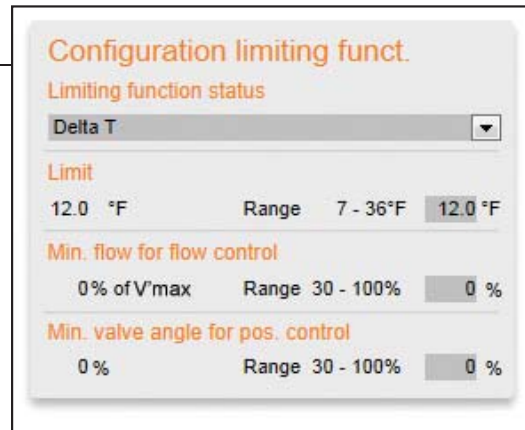 Configuration limiting funct.
Limiting function status
Delta T
Limit
12.0 °F Range 7 - 36°F 12.0 °F
Min. flow for flow control
0% of V'max Range 30 - 100% 0 %
Min. valve angle for pos. control
0 % Range 30 - 100% 0 %